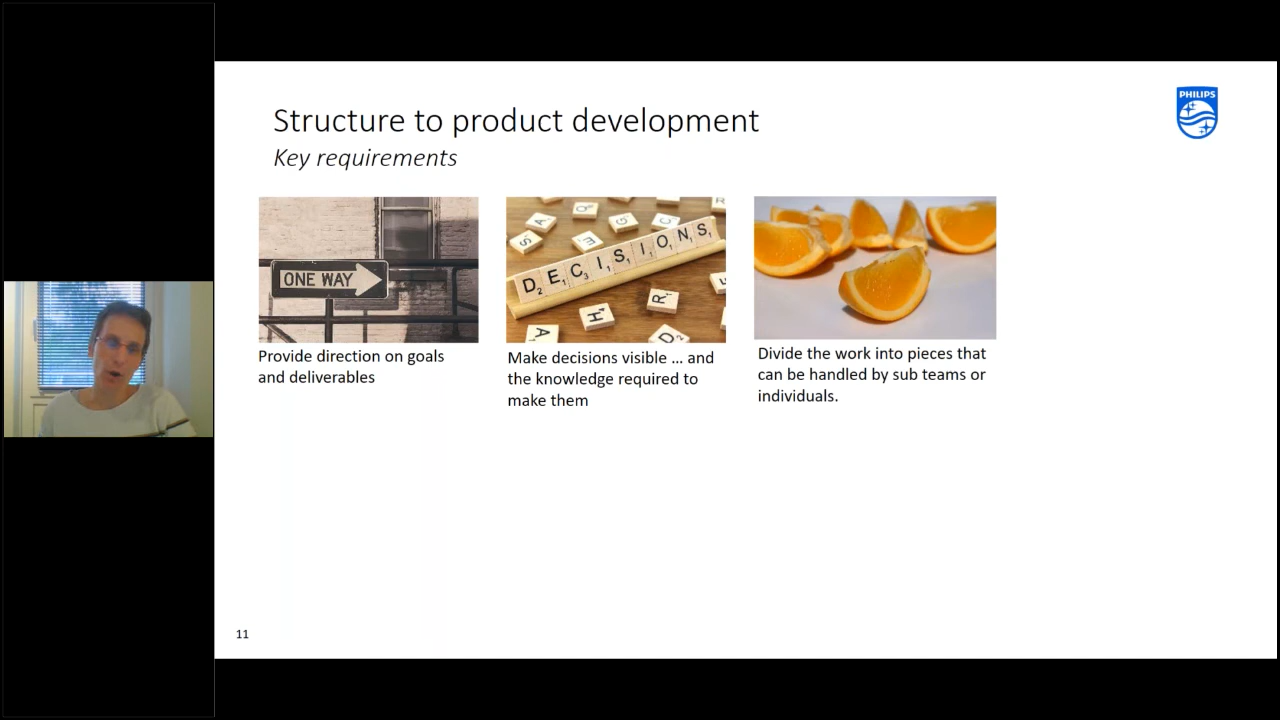 Structure to product development
Key requirements
PHILIPS
ONE WAY
DECISIONS
Provide direction on goals
and deliverables
Make decisions visible ... and
the knowledge required to
make them
Divide the work into pieces that
can be handled by sub teams or
individuals.
11